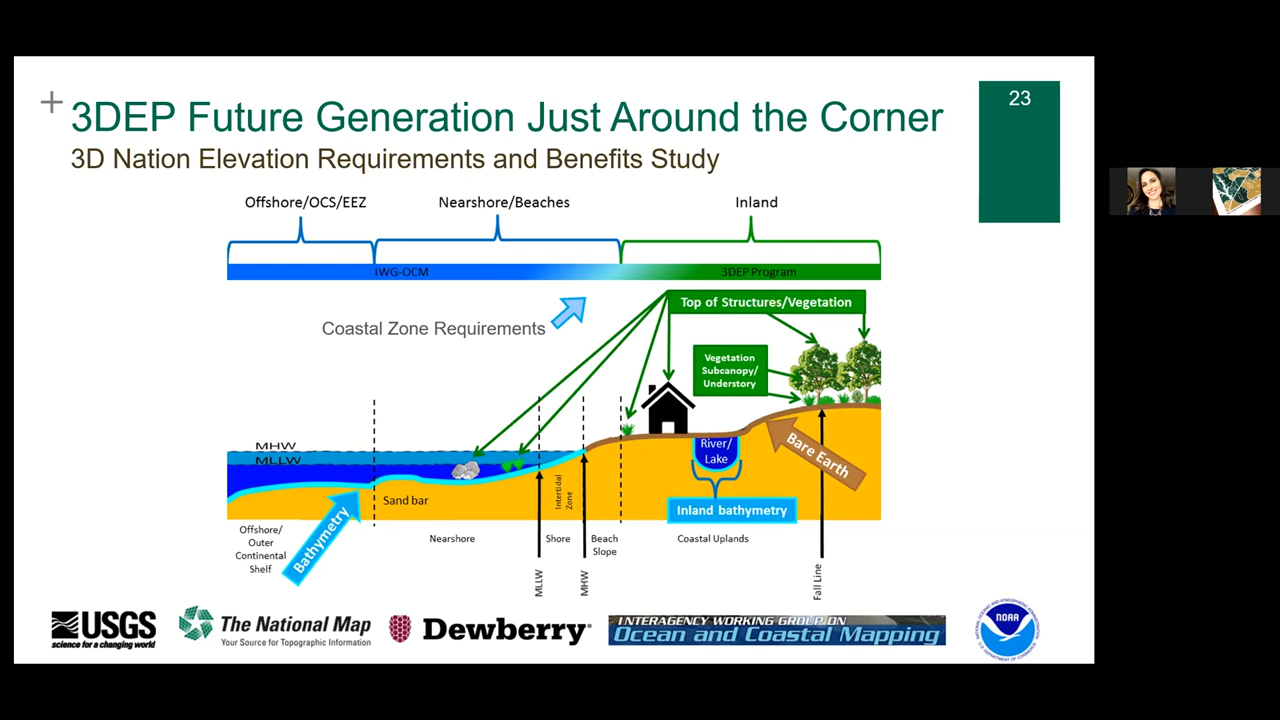 +
3DEP Future Generation Just Around the Corner
23
3D Nation Elevation Requirements and Benefits Study
Offshore/OCS/EEZ
Nearshore/Beaches
Inland
IWG-OCM
3DEP Program
Coastal Zone Requirements
Top of Structures/Vegetation
Vegetation
Subcanopy/
Understory
MHW
MLLW
River/
Lake
Bare Earth
Sand bar
Intertidal
Zone
Inland bathymetry
Bathymetry
Offshore/
Outer
Continental
Shelf
Nearshore
Shore
Beach
Slope
Coastal Uplands
MLLW
MHW
Fall Line
USGS
science for a changing world
The National Map
Your Source for Topographic Information
Dewberry
INTERAGENCY WORKING GROUP ON
Ocean and Coastal Mapping
NOAA